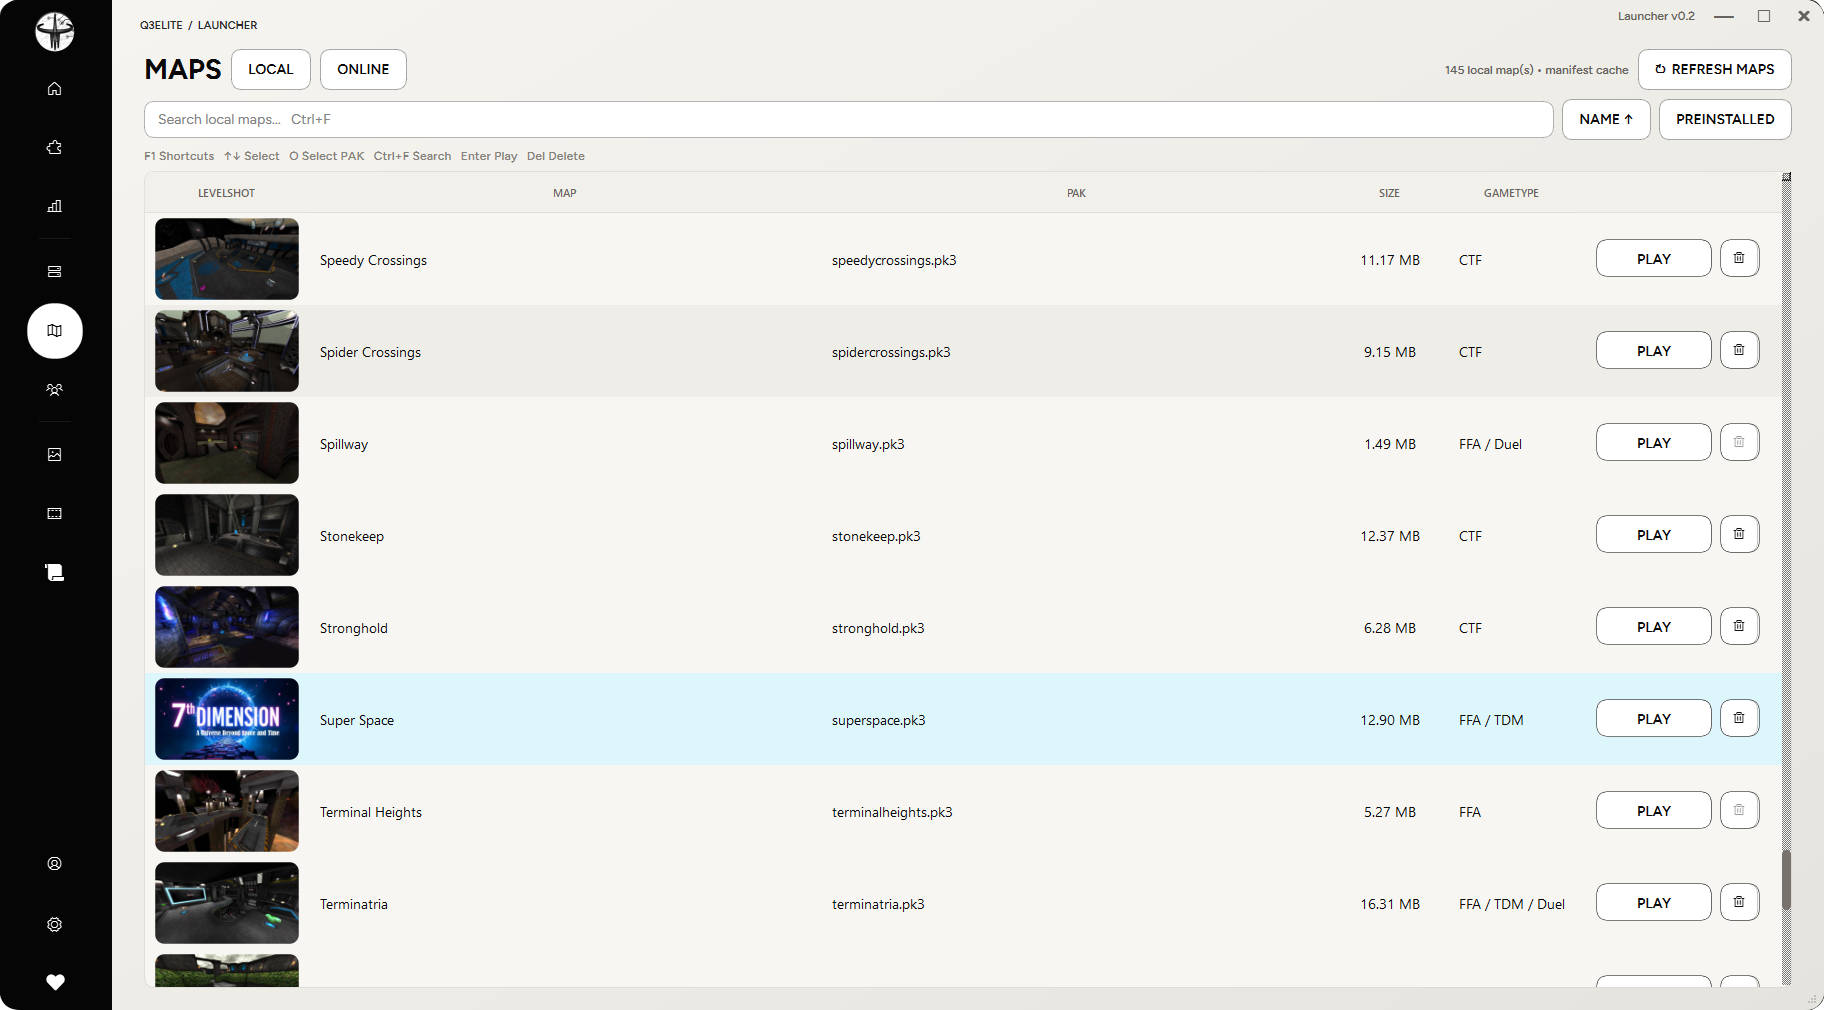 Q3ELITE / LAUNCHER
Launcher v0.2
MAPS LOCAL ONLINE
145 local map(s) • manifest cache ↻ REFRESH MAPS
Search local maps... Ctrl+F
NAME ↑ PREINSTALLED
F1 Shortcuts ↑↓ Select O Select PAK Ctrl+F Search Enter Play Del Delete
LEVELSHOT MAP PAK SIZE GAMETYPE
Speedy Crossings speedycrossings.pk3 11.17 MB CTF PLAY
Spider Crossings spidercrossings.pk3 9.15 MB CTF PLAY
Spillway spillway.pk3 1.49 MB FFA / Duel PLAY
Stonekeep stonekeep.pk3 12.37 MB CTF PLAY
Stronghold stronghold.pk3 6.28 MB CTF PLAY
7th DIMENSION
A Universe Beyond Space and Time
Super Space superspace.pk3 12.90 MB FFA / TDM PLAY
Terminal Heights terminalheights.pk3 5.27 MB FFA PLAY
Terminatria terminatria.pk3 16.31 MB FFA / TDM / Duel PLAY